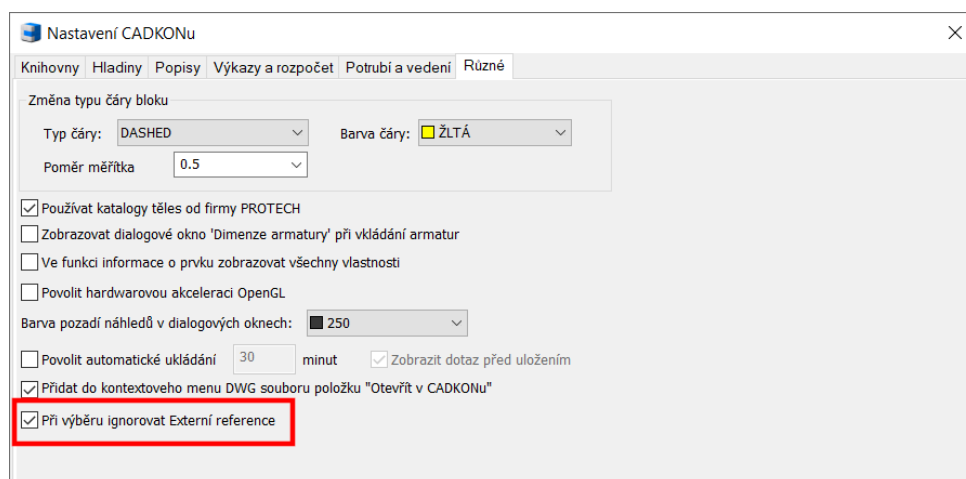 Nastavení CADKONu
Knihovny Hladiny Popisy Výkazy a rozpočet Potrubí a vedení Různé
Změna typu čáry bloku
Typ čáry: DASHED Barva čáry: ŽLTÁ
Poměr měřítka 0.5
Používat katalogy těles od firmy PROTECH
Zobrazovat dialogové okno 'Dimenze armatury' při vkládání armatur
Ve funkci informace o prvku zobrazovat všechny vlastnosti
Povolit hardwarovou akceleraci OpenGL
Barva pozadí náhledů v dialogových oknech: 250
Povolit automatické ukládání 30 minut Zobrazit dotaz před uložením
Přidat do kontextoveho menu DWG souboru položku "Otevřít v CADKONu"
Při výběru ignorovat Externí reference